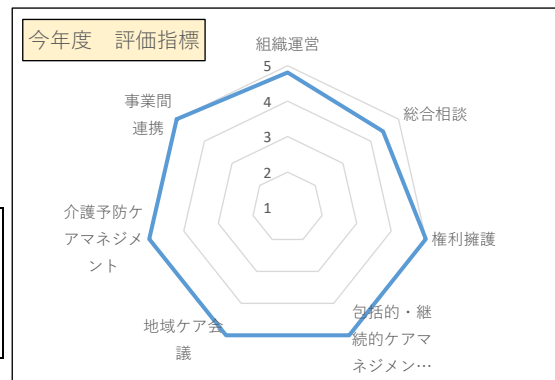 今年度　評価指標
組織運営
総合相談
権利擁護
包括的・継
続的ケアマ
ネジメン…
地域ケア会
議
介護予防ケ
アマネジメ
ント
事業間
連携
5
4
3
2
1